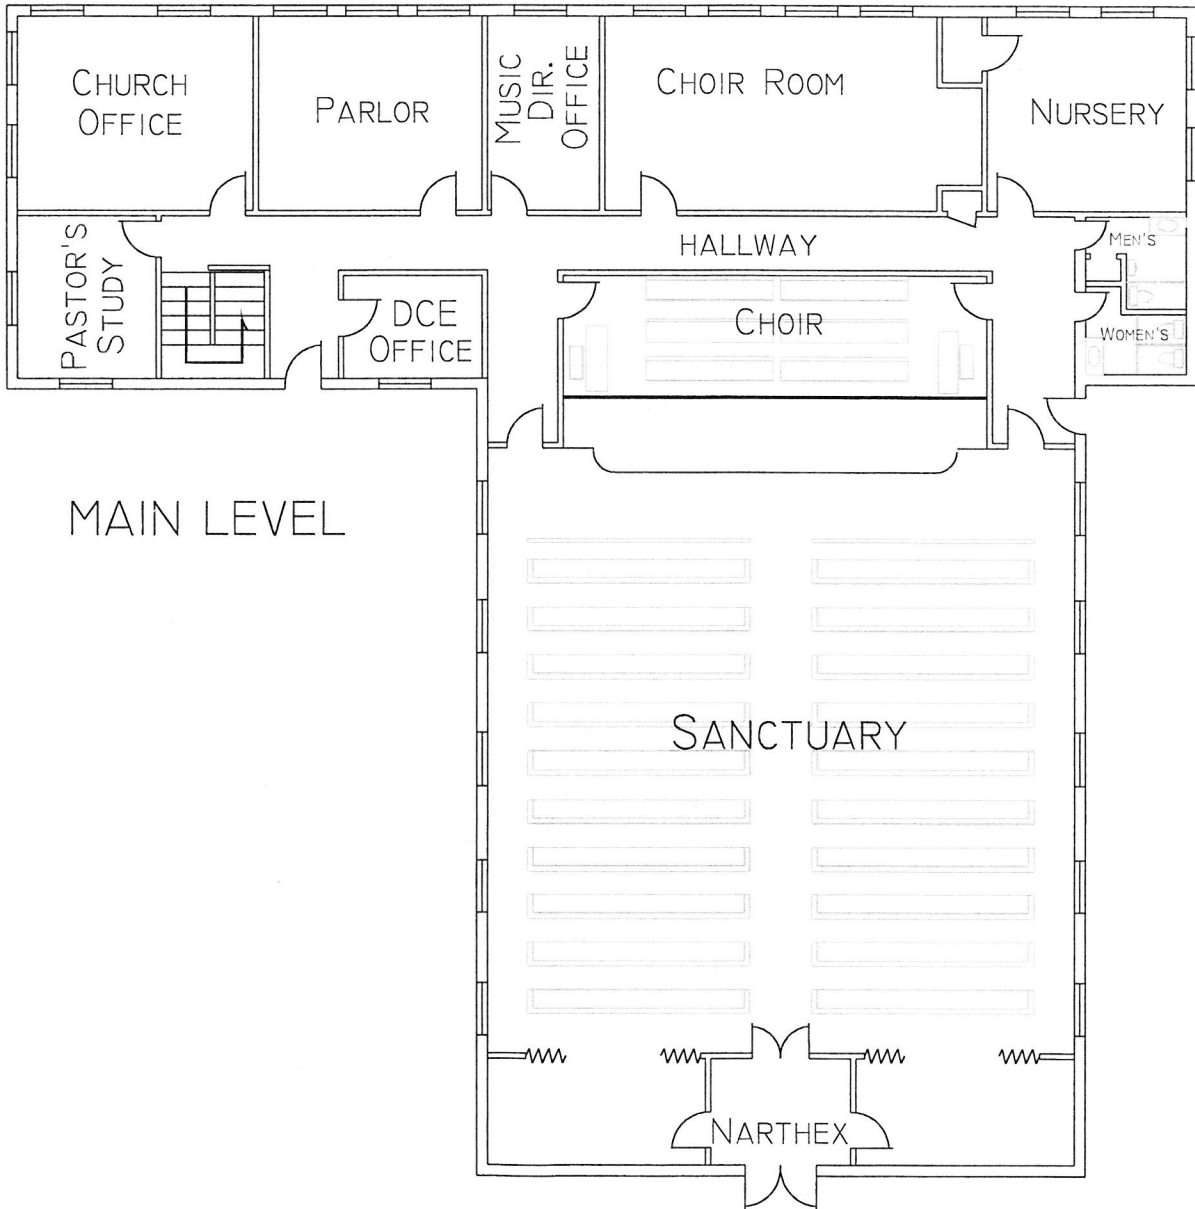 CHURCH
OFFICE
PARLOR
MUSIC
DIR.
OFFICE
CHOIR ROOM
NURSERY
PASTOR'S
STUDY
HALLWAY
MEN'S
DCE
OFFICE
CHOIR
WOMEN'S
MAIN LEVEL
SANCTUARY
NARTHEX